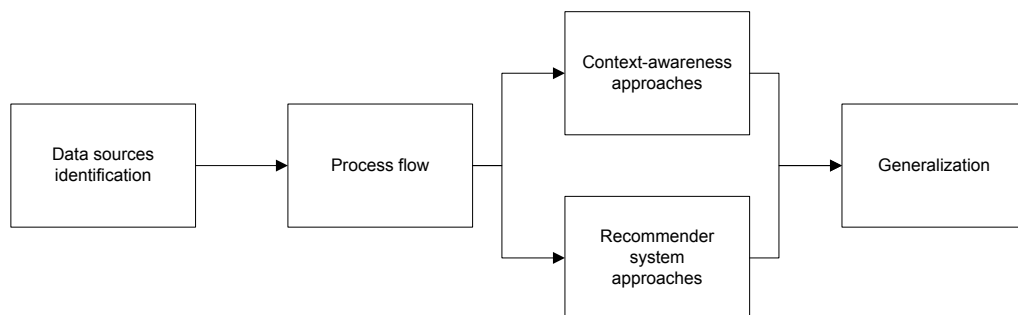 Data sources
identification
Process flow
Context-awareness
approaches
Recommender
system
approaches
Generalization